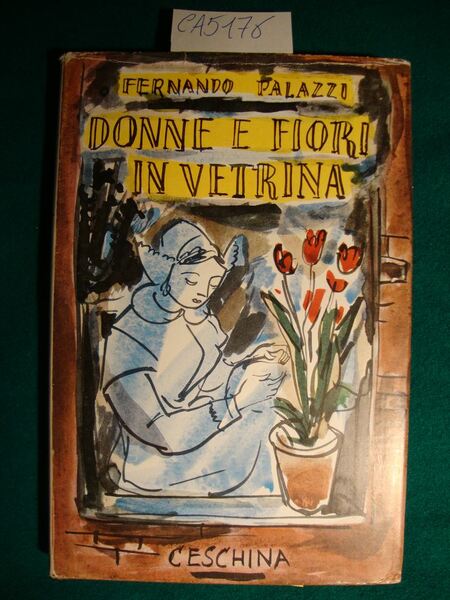 CA5176
FERNANDO PALAZZI
DONNE E FIORI
IN VETRINA
CESCHINA